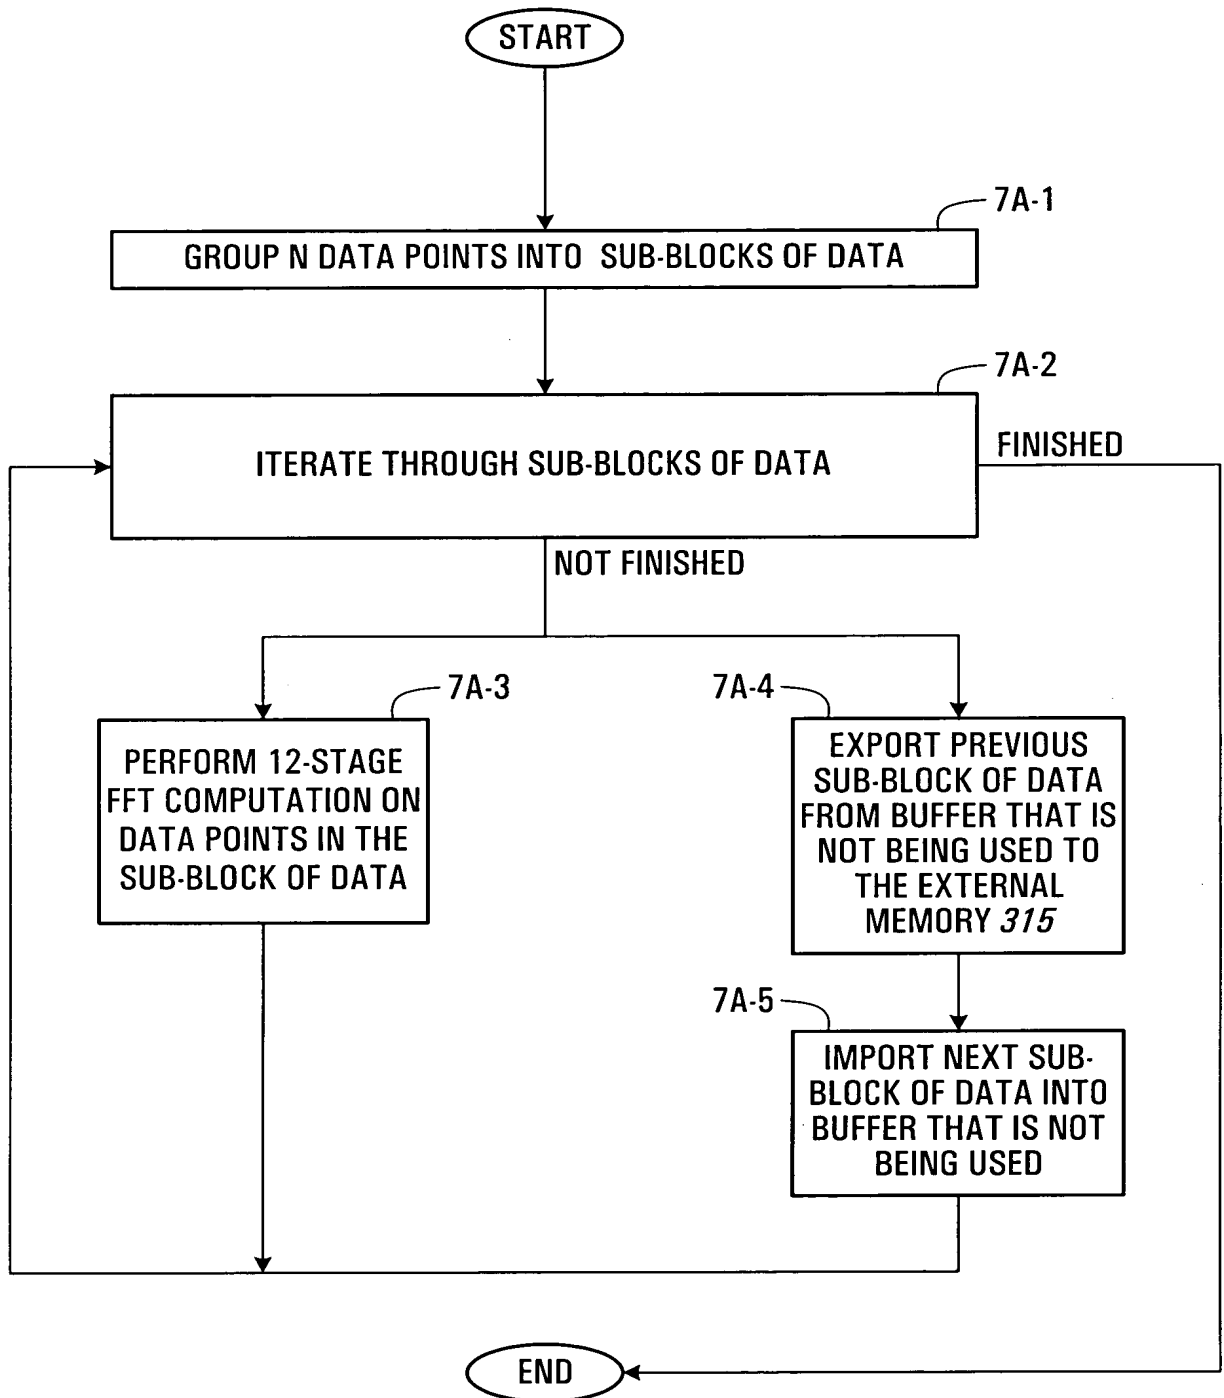 START
7A-1
GROUP N DATA POINTS INTO SUB-BLOCKS OF DATA
7A-2
ITERATE THROUGH SUB-BLOCKS OF DATA
FINISHED
NOT FINISHED
7A-3
PERFORM 12-STAGE
FFT COMPUTATION ON
DATA POINTS IN THE
SUB-BLOCK OF DATA
7A-4
EXPORT PREVIOUS
SUB-BLOCK OF DATA
FROM BUFFER THAT IS
NOT BEING USED TO
THE EXTERNAL
MEMORY 315
7A-5
IMPORT NEXT SUB-
BLOCK OF DATA INTO
BUFFER THAT IS NOT
BEING USED
END